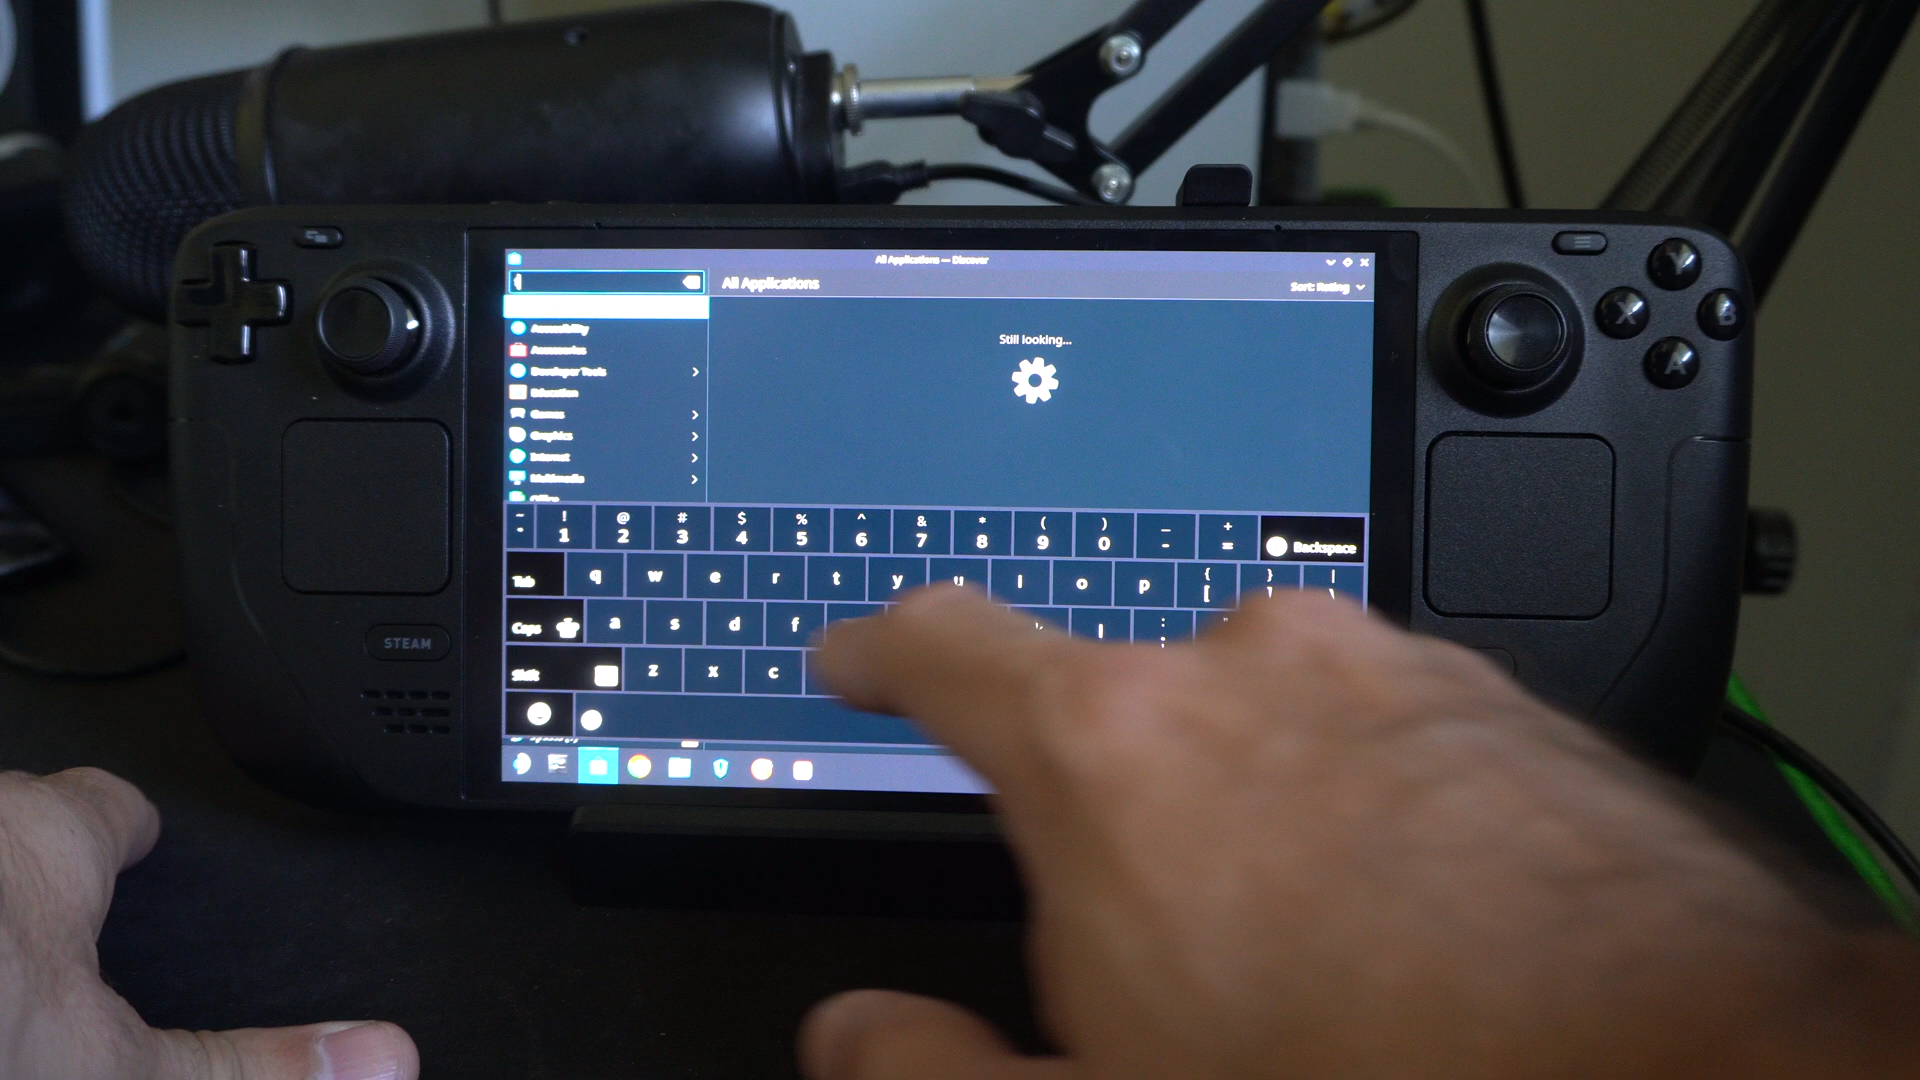 All Applications — Discover
All Applications
Sort: Rating
Still looking...
Accessibility
Accessories
Developer Tools
Education
Games
Graphics
Internet
Multimedia
Office
~ ! @ # $ % ^ & * ( ) _ +
- 1 2 3 4 5 6 7 8 9 0 - = Backspace
Tab q w e r t y u i o p { [ } ] | \
Caps a s d f k l : ; "
Shift z x c
STEAM
Y
X
B
A